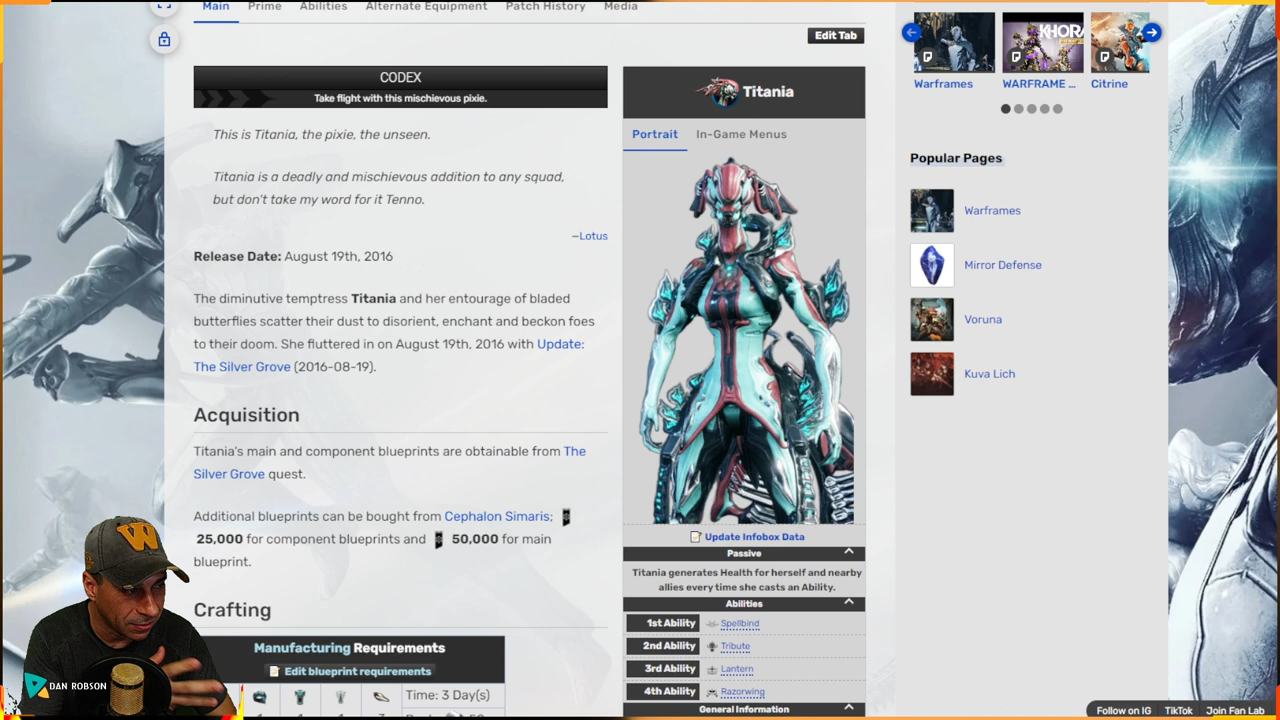 Main Prime Abilities Alternate Equipment Patch History Media
Edit Tab
CODEX
Take flight with this mischievous pixie.
This is Titania, the pixie, the unseen.
Titania is a deadly and mischievous addition to any squad,
but don't take my word for it Tenno.
–Lotus
Release Date: August 19th, 2016
The diminutive temptress Titania and her entourage of bladed
butterflies scatter their dust to disorient, enchant and beckon foes
to their doom. She fluttered in on August 19th, 2016 with Update:
The Silver Grove (2016-08-19).
Acquisition
Titania's main and component blueprints are obtainable from The
Silver Grove quest.
Additional blueprints can be bought from Cephalon Simaris;
25,000 for component blueprints and 50,000 for main
blueprint.
Crafting
Manufacturing Requirements
Edit blueprint requirements
Time: 3 Day(s)
Titania
Portrait In-Game Menus
Update Infobox Data
Passive
Titania generates Health for herself and nearby
allies every time she casts an Ability.
Abilities
1st Ability Spellbind
2nd Ability Tribute
3rd Ability Lantern
4th Ability Razorwing
General Information
KHORA
Warframes WARFRAME ... Citrine
Popular Pages
Warframes
Mirror Defense
Voruna
Kuva Lich
Follow on IG TikTok Join Fan Lab
W
DAN ROBSON